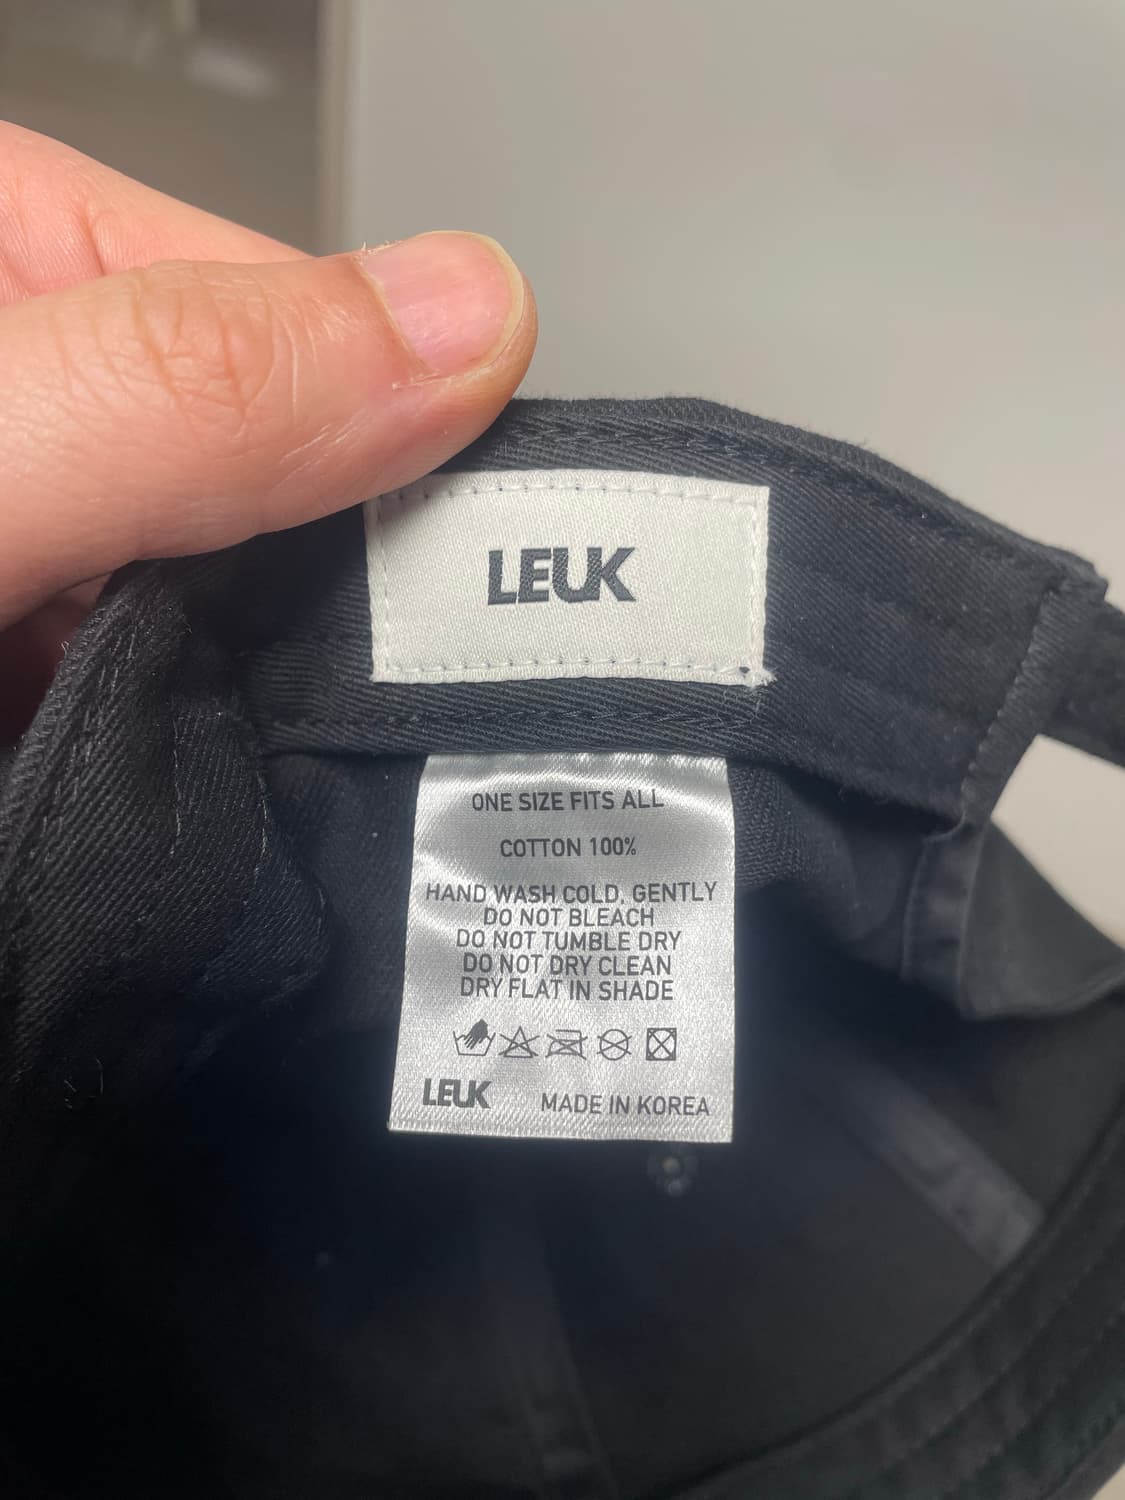 LEUK
ONE SIZE FITS ALL
COTTON 100%
HAND WASH COLD, GENTLY
DO NOT BLEACH
DO NOT TUMBLE DRY
DO NOT DRY CLEAN
DRY FLAT IN SHADE
LEUK MADE IN KOREA